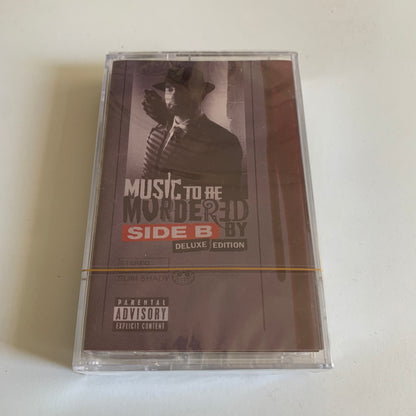 MUSIC TO BE
MURDERED
BY
SIDE B
DELUXE EDITION
PARENTAL
ADVISORY
EXPLICIT CONTENT